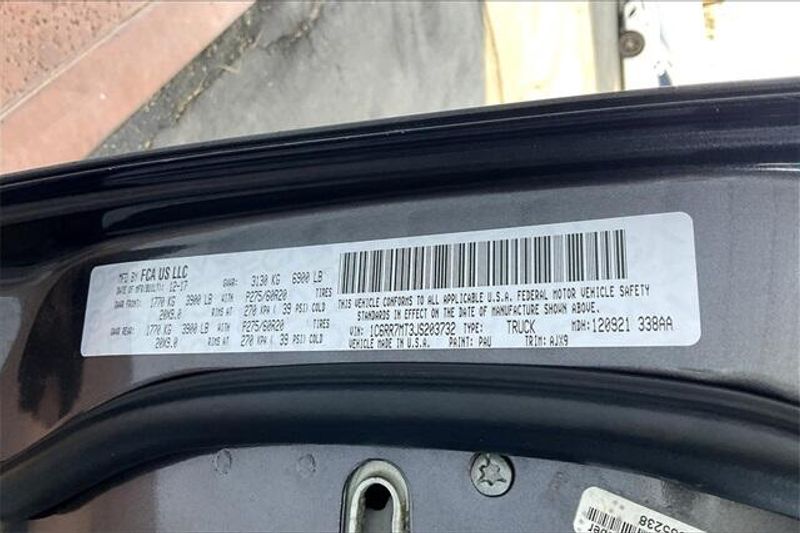 MFD BY FCA US LLC
DATE OF MFR/BUILT: 12-17 GVWR: 3130 KG 6900 LB
GAWR FRONT: 1770 KG 3900 LB WITH P275/60R20 TIRES
20X9.0 RIMS AT 270 KPA ( 39 PSI) COLD
GAWR REAR: 1770 KG 3900 LB WITH P275/60R20 TIRES
20X9.0 RIMS AT 270 KPA ( 39 PSI) COLD
THIS VEHICLE CONFORMS TO ALL APPLICABLE U.S.A. FEDERAL MOTOR VEHICLE SAFETY
STANDARDS IN EFFECT ON THE DATE OF MANUFACTURE SHOWN ABOVE.
VIN: 1C6RR7MT3JS203732 TYPE: TRUCK MDH: 120921 338AA
VEHICLE MADE IN U.S.A. PAINT: PAU TRIM: AJX9